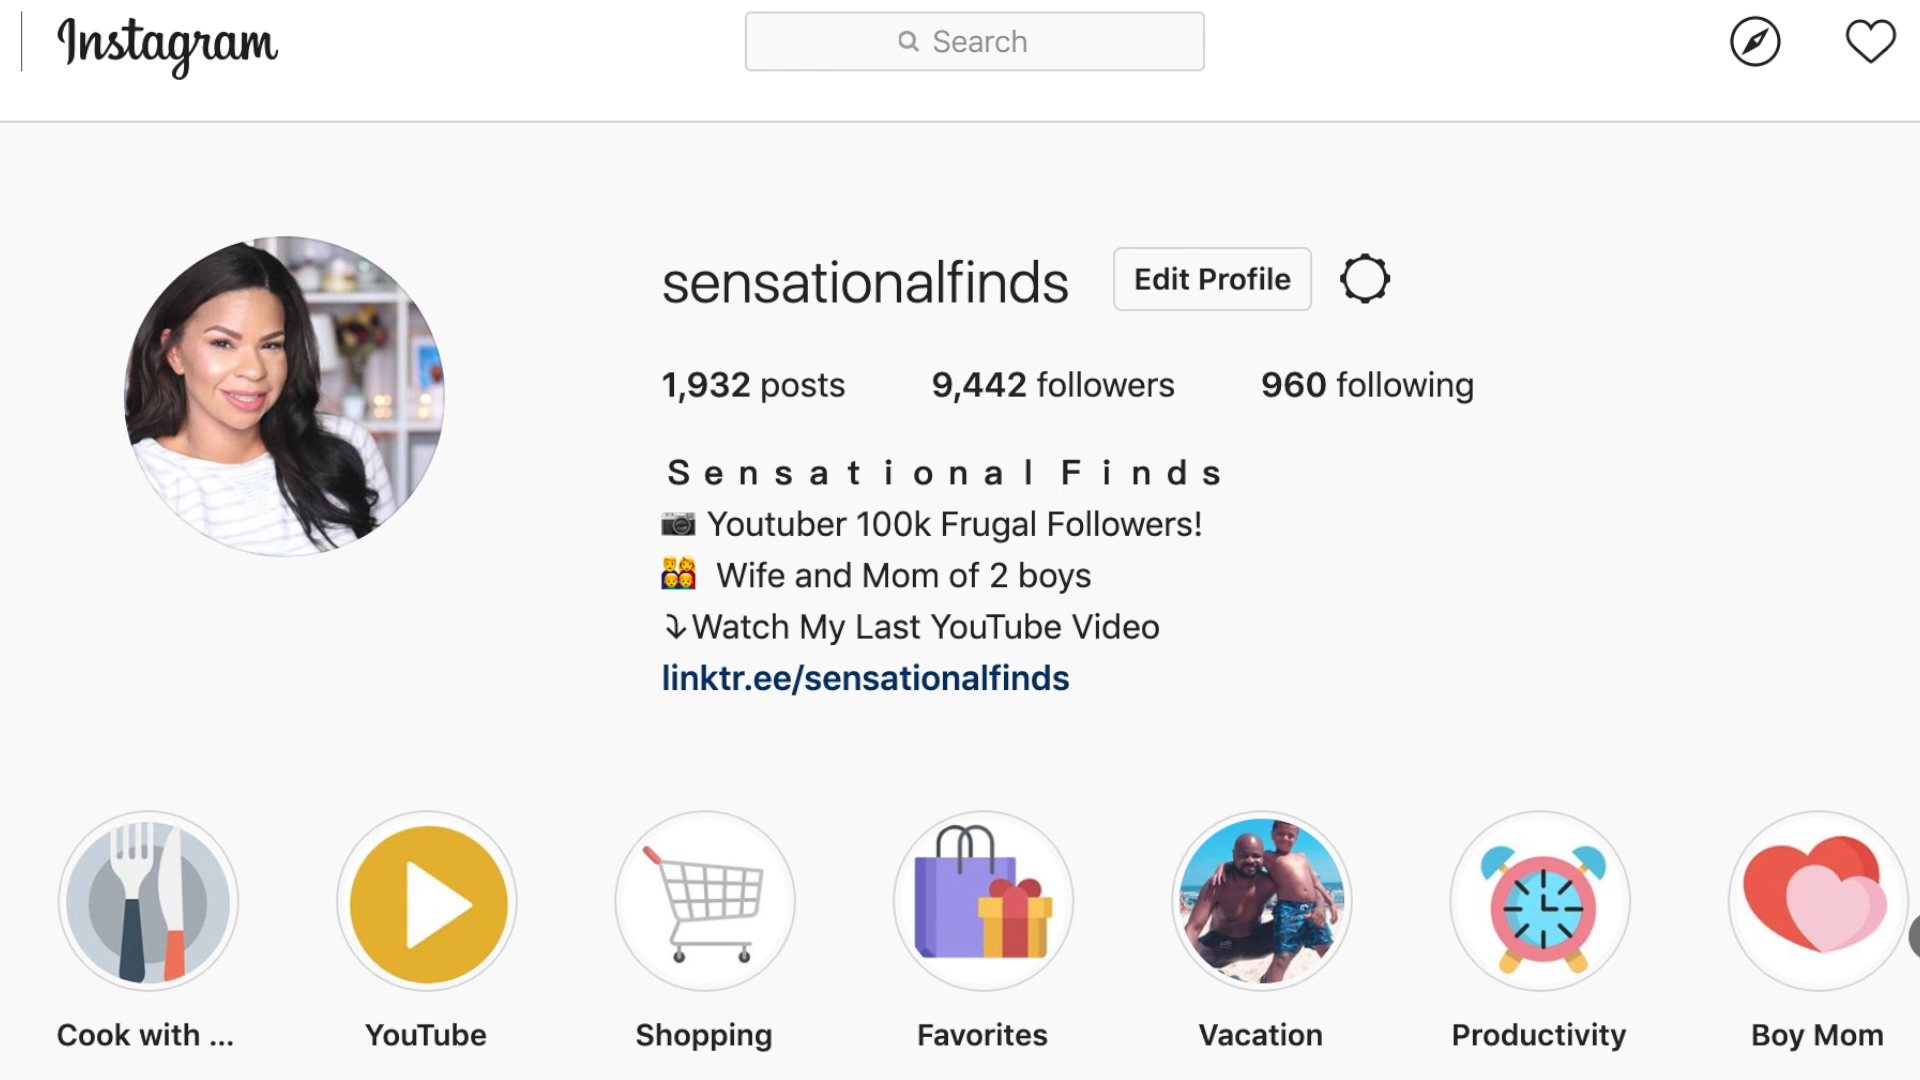 Instagram
Search
sensationalfinds
Edit Profile
1,932 posts
9,442 followers
960 following
Sensational Finds
📷 Youtuber 100k Frugal Followers!
👨‍👩‍👦‍👦 Wife and Mom of 2 boys
⤵Watch My Last YouTube Video
linktr.ee/sensationalfinds
Cook with ...
YouTube
Shopping
Favorites
Vacation
Productivity
Boy Mom